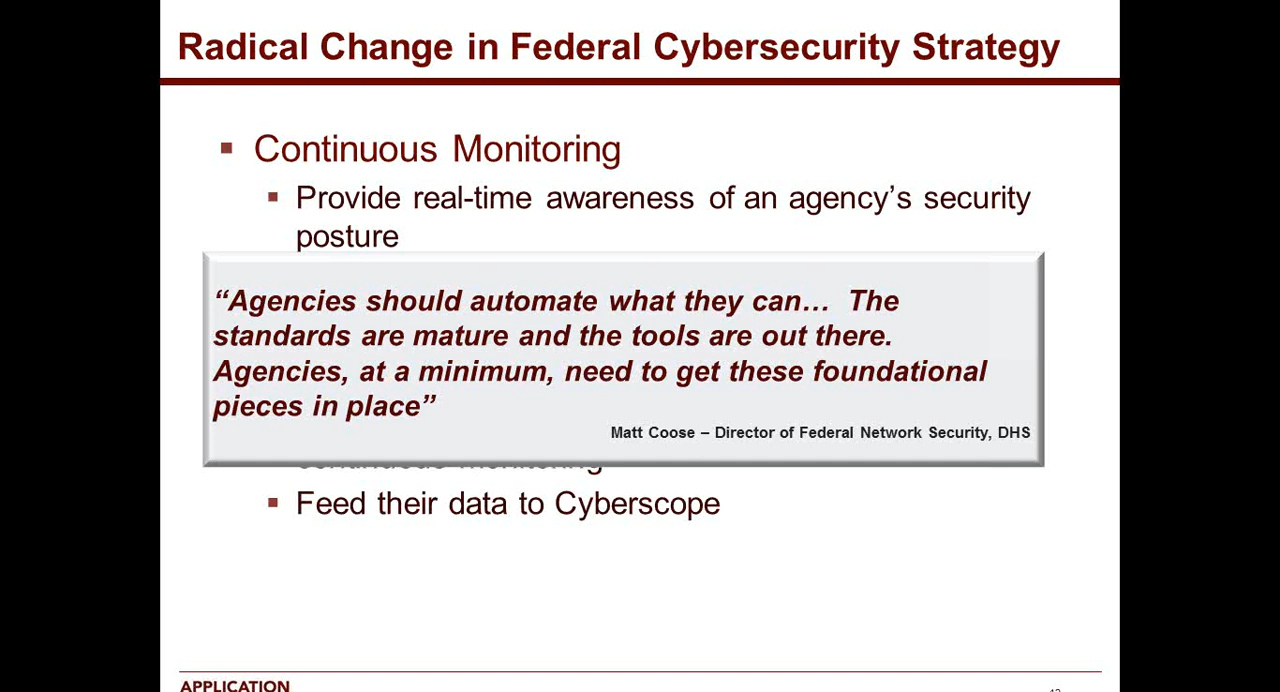 Radical Change in Federal Cybersecurity Strategy
▪ Continuous Monitoring
▪ Provide real-time awareness of an agency’s security
posture
“Agencies should automate what they can… The
standards are mature and the tools are out there.
Agencies, at a minimum, need to get these foundational
pieces in place”
Matt Coose – Director of Federal Network Security, DHS
continuous monitoring
▪ Feed their data to Cyberscope
APPLICATION